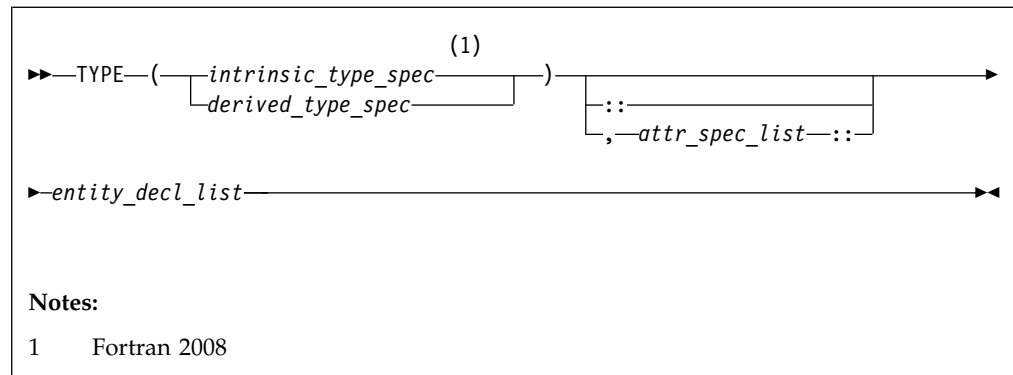 (1)
TYPE ( intrinsic_type_spec )
derived_type_spec ::
, attr_spec_list ::
entity_decl_list
Notes:
1 Fortran 2008